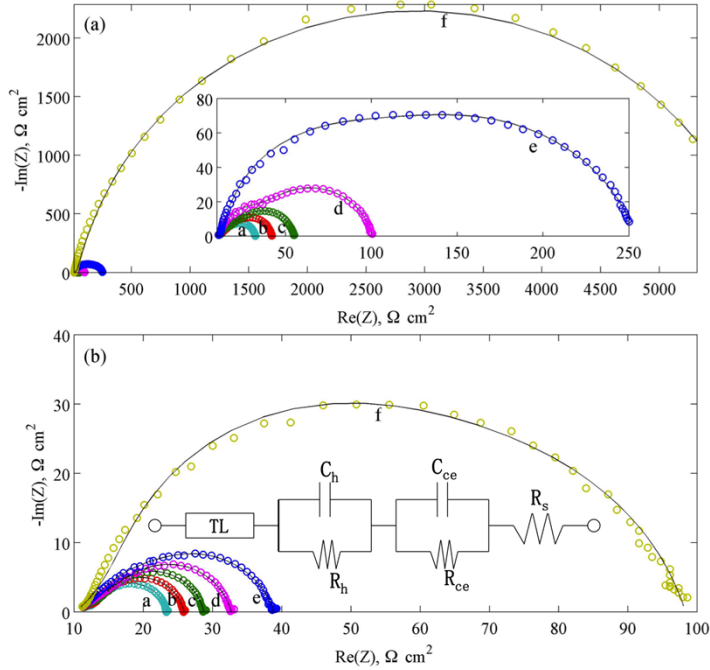 (a)
f
2000
1500
1000
500
0
-Im(Z), Ω cm²
80
60
40
20
0
e
d
a b c
50 100 150 200 250
500 1000 1500 2000 2500 3000 3500 4000 4500 5000
Re(Z), Ω cm²
(b)
40
30
20
10
0
-Im(Z), Ω cm²
f
C_h
C_ce
R_s
TL
R_h
R_ce
a b c d e
10 20 30 40 50 60 70 80 90 100
Re(Z), Ω cm²